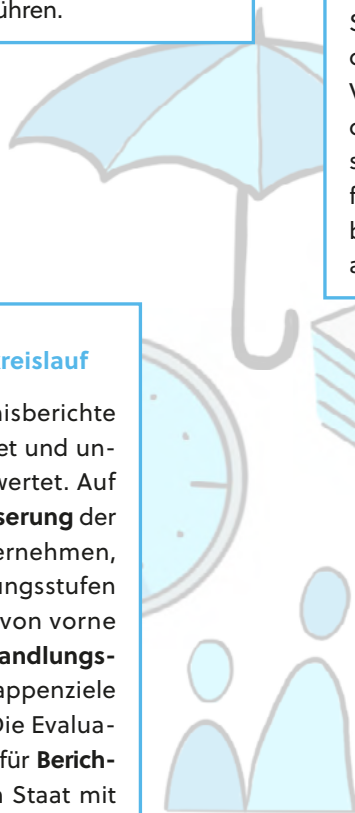 ühren.
S
reislauf
nisberichte
et und un-
wertet. Auf
serung der
ernehmen,
ungsstufen
von vorne
andlungs-
appenziele
Die Evalua-
für Berich-
n Staat mit